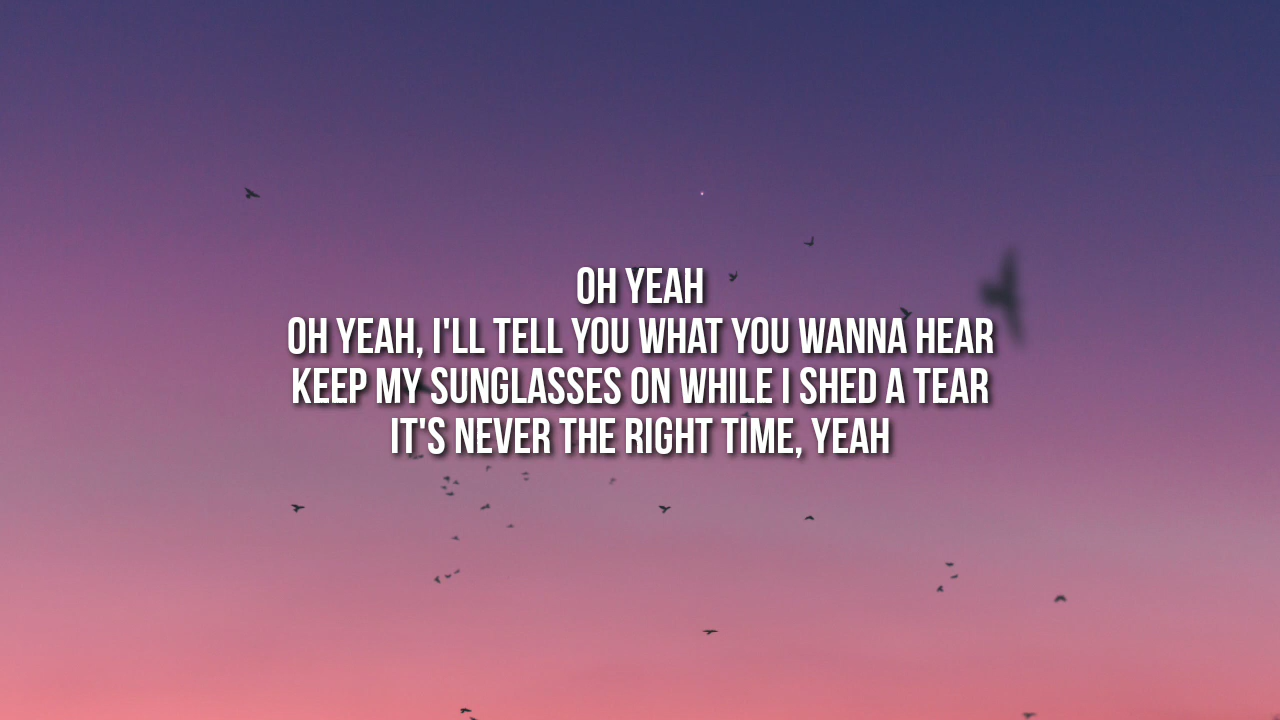 OH YEAH
OH YEAH, I'LL TELL YOU WHAT YOU WANNA HEAR
KEEP MY SUNGLASSES ON WHILE I SHED A TEAR
IT'S NEVER THE RIGHT TIME, YEAH